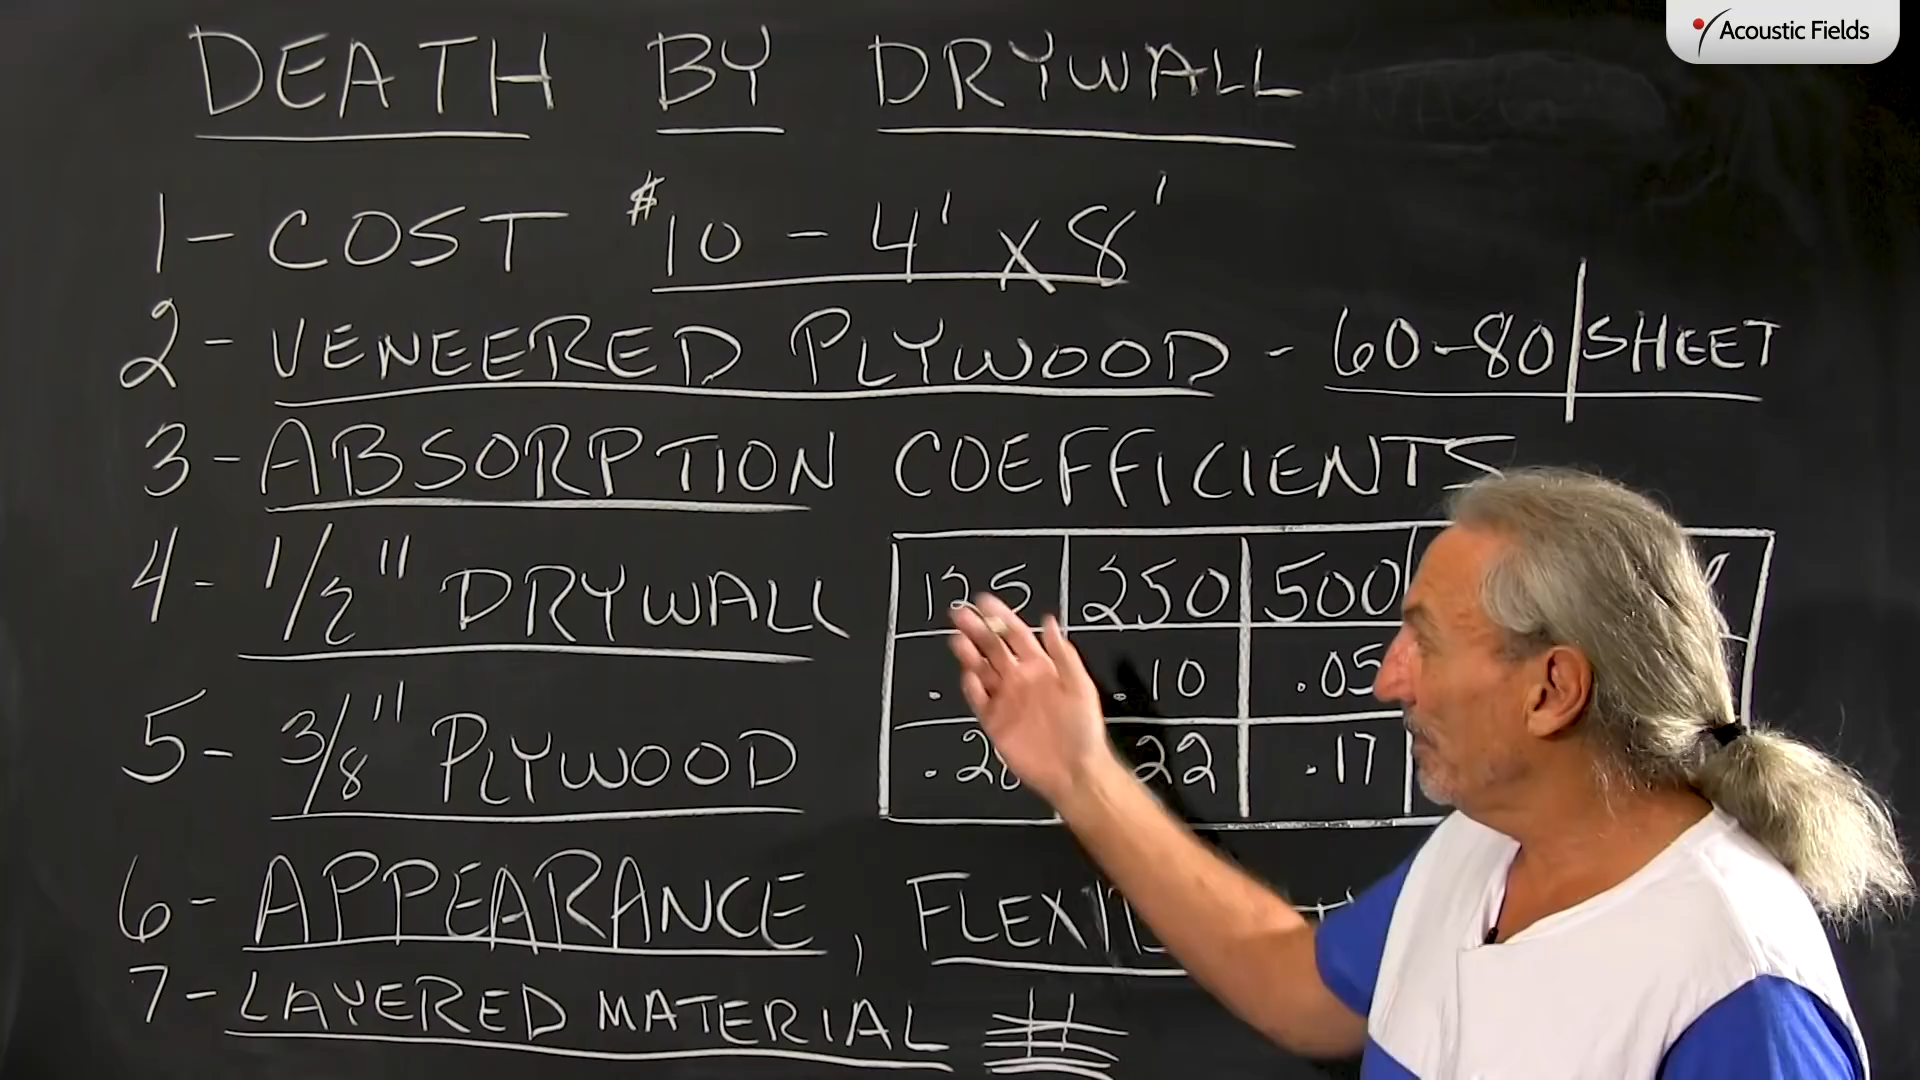 Acoustic Fields
DEATH BY DRYWALL
1- COST $10 - 4' x 8'
2- VENEERED PLYWOOD - 60-80/SHEET
3- ABSORPTION COEFFICIENTS
4- 1/2" DRYWALL
125 250 500
.10 .05
5- 3/8" PLYWOOD
.28 .22 .17
6- APPEARANCE,
7- LAYERED MATERIAL